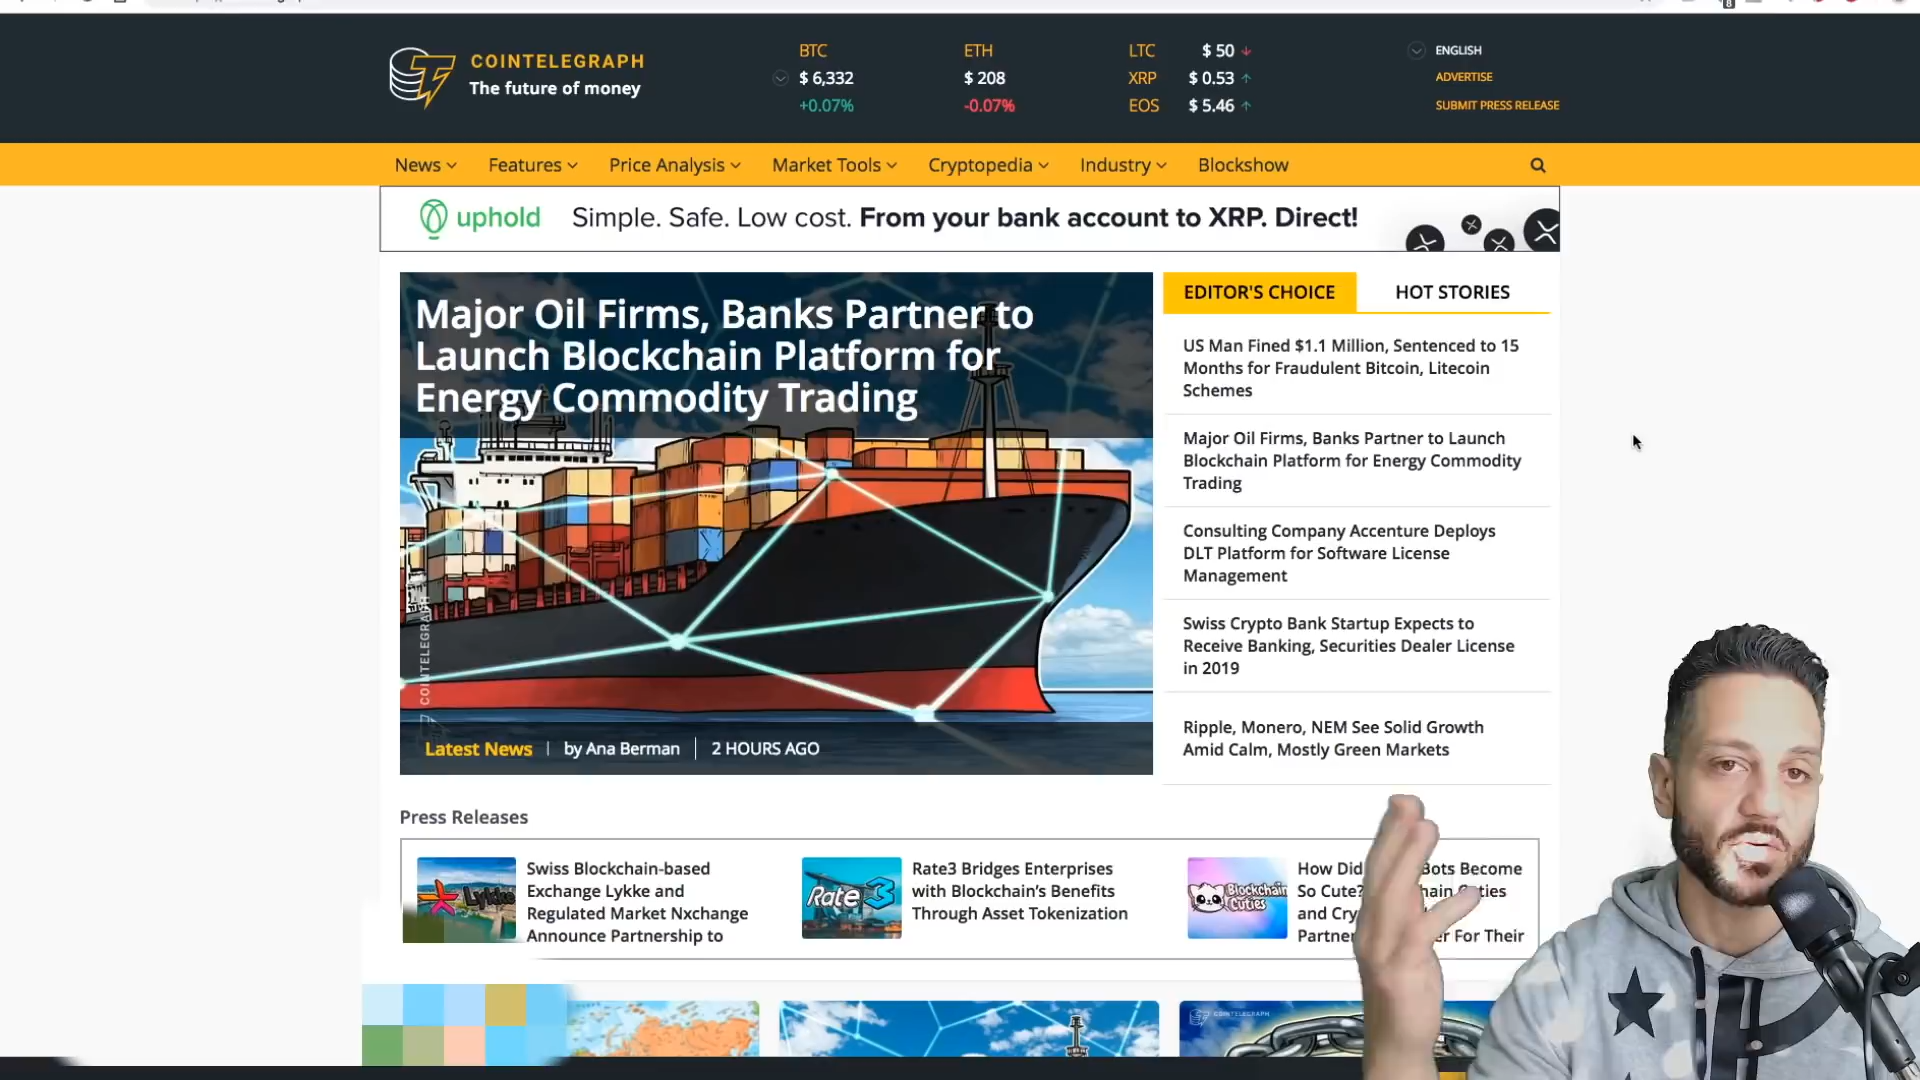 8
COINTELEGRAPH
The future of money
BTC
$ 6,332
+0.07%
ETH
$ 208
-0.07%
LTC $ 50
XRP $ 0.53
EOS $ 5.46
ENGLISH
ADVERTISE
SUBMIT PRESS RELEASE
News
Features
Price Analysis
Market Tools
Cryptopedia
Industry
Blockshow
uphold Simple. Safe. Low cost. From your bank account to XRP. Direct!
Major Oil Firms, Banks Partner to
Launch Blockchain Platform for
Energy Commodity Trading
COINTELEGRAPH
Latest News | by Ana Berman | 2 HOURS AGO
EDITOR'S CHOICE
HOT STORIES
US Man Fined $1.1 Million, Sentenced to 15
Months for Fraudulent Bitcoin, Litecoin
Schemes
Major Oil Firms, Banks Partner to Launch
Blockchain Platform for Energy Commodity
Trading
Consulting Company Accenture Deploys
DLT Platform for Software License
Management
Swiss Crypto Bank Startup Expects to
Receive Banking, Securities Dealer License
in 2019
Ripple, Monero, NEM See Solid Growth
Amid Calm, Mostly Green Markets
Press Releases
Lykke
Swiss Blockchain-based
Exchange Lykke and
Regulated Market Nxchange
Announce Partnership to
Rate3
Rate3 Bridges Enterprises
with Blockchain's Benefits
Through Asset Tokenization
Blockchain
Cuties
How Did Bots Become
So Cute?
and
Partner For Their
COINTELEGRAPH